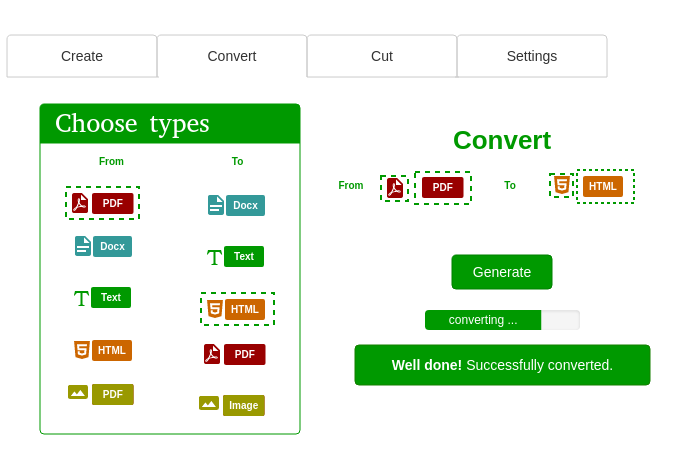 Create Convert Cut Settings
Choose types
From To
PDF Docx
Docx Text
T Text HTML
HTML PDF
PDF Image
Convert
From PDF To HTML
Generate
converting ...
Well done! Successfully converted.